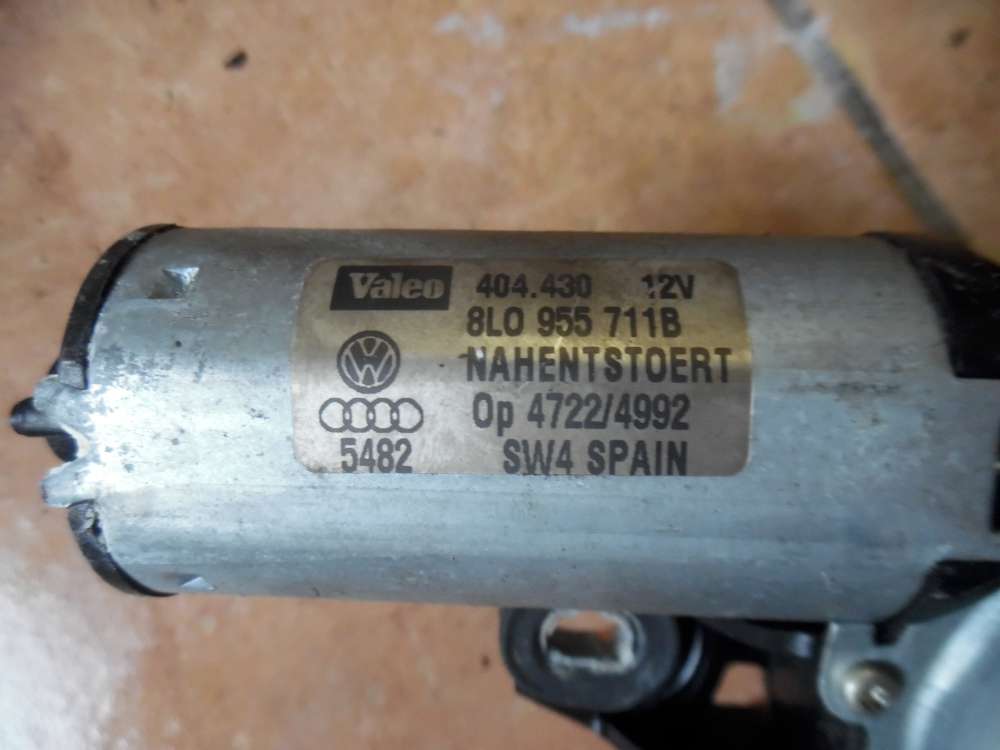 Valeo 404.430 12V
8L0 955 711B
NAHENTSTOERT
Op 4722/4992
5482 SW4 SPAIN